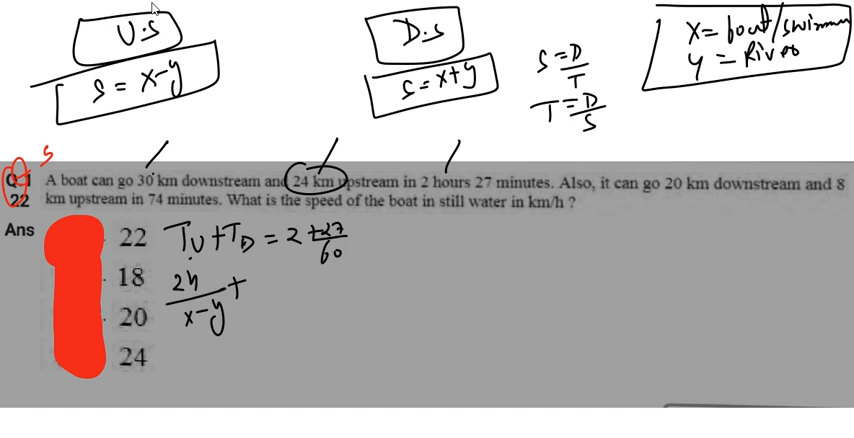 U.S
D.S
x = boat/swimmer
y = River
S = x-y
S = x+y
S = D/T
T = D/S
S
Q.1 A boat can go 30 km downstream and 24 km upstream in 2 hours 27 minutes. Also, it can go 20 km downstream and 8
22 km upstream in 74 minutes. What is the speed of the boat in still water in km/h ?
Ans
22
18
20
24
TU+TD = 2 + 27/60
24/x-y +